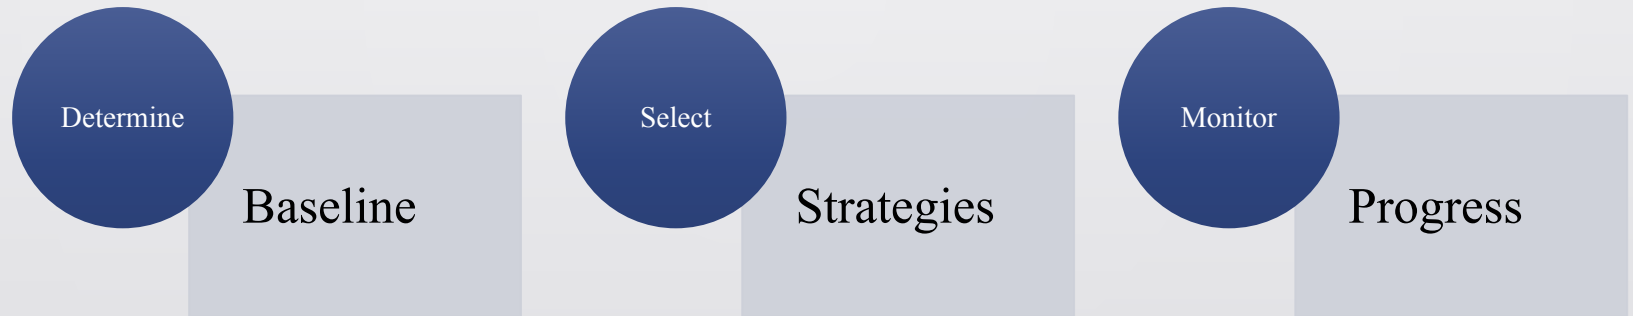 Determine
Baseline
Select
Strategies
Monitor
Progress